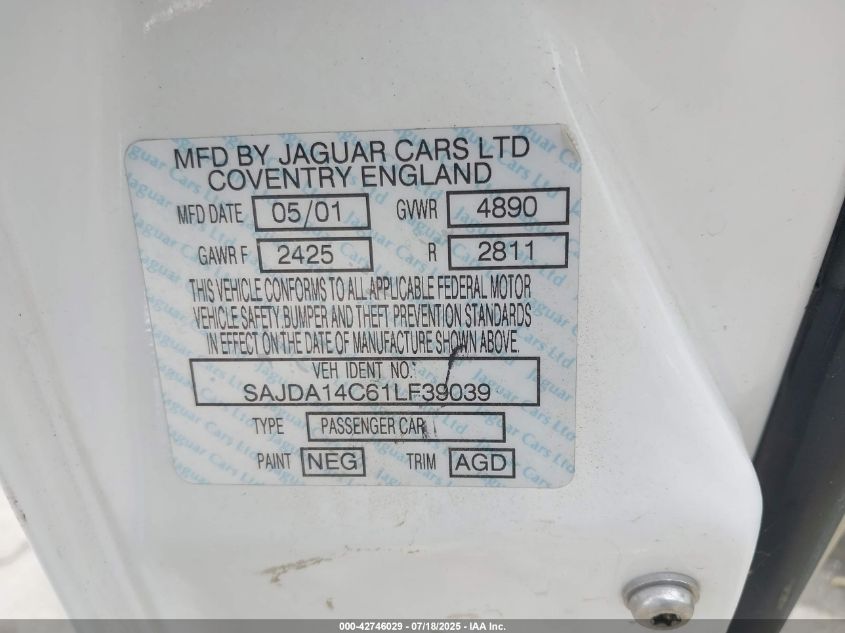 MFD BY JAGUAR CARS LTD
COVENTRY ENGLAND
MFD DATE 05/01 GVWR 4890
GAWR F 2425 R 2811
THIS VEHICLE CONFORMS TO ALL APPLICABLE FEDERAL MOTOR
VEHICLE SAFETY, BUMPER AND THEFT PREVENTION STANDARDS
IN EFFECT ON THE DATE OF MANUFACTURE SHOWN ABOVE.
VEH IDENT NO.:
SAJDA14C61LF39039
TYPE PASSENGER CAR
PAINT NEG TRIM AGD
000-42746029 - 07/18/2025 - IAA Inc.